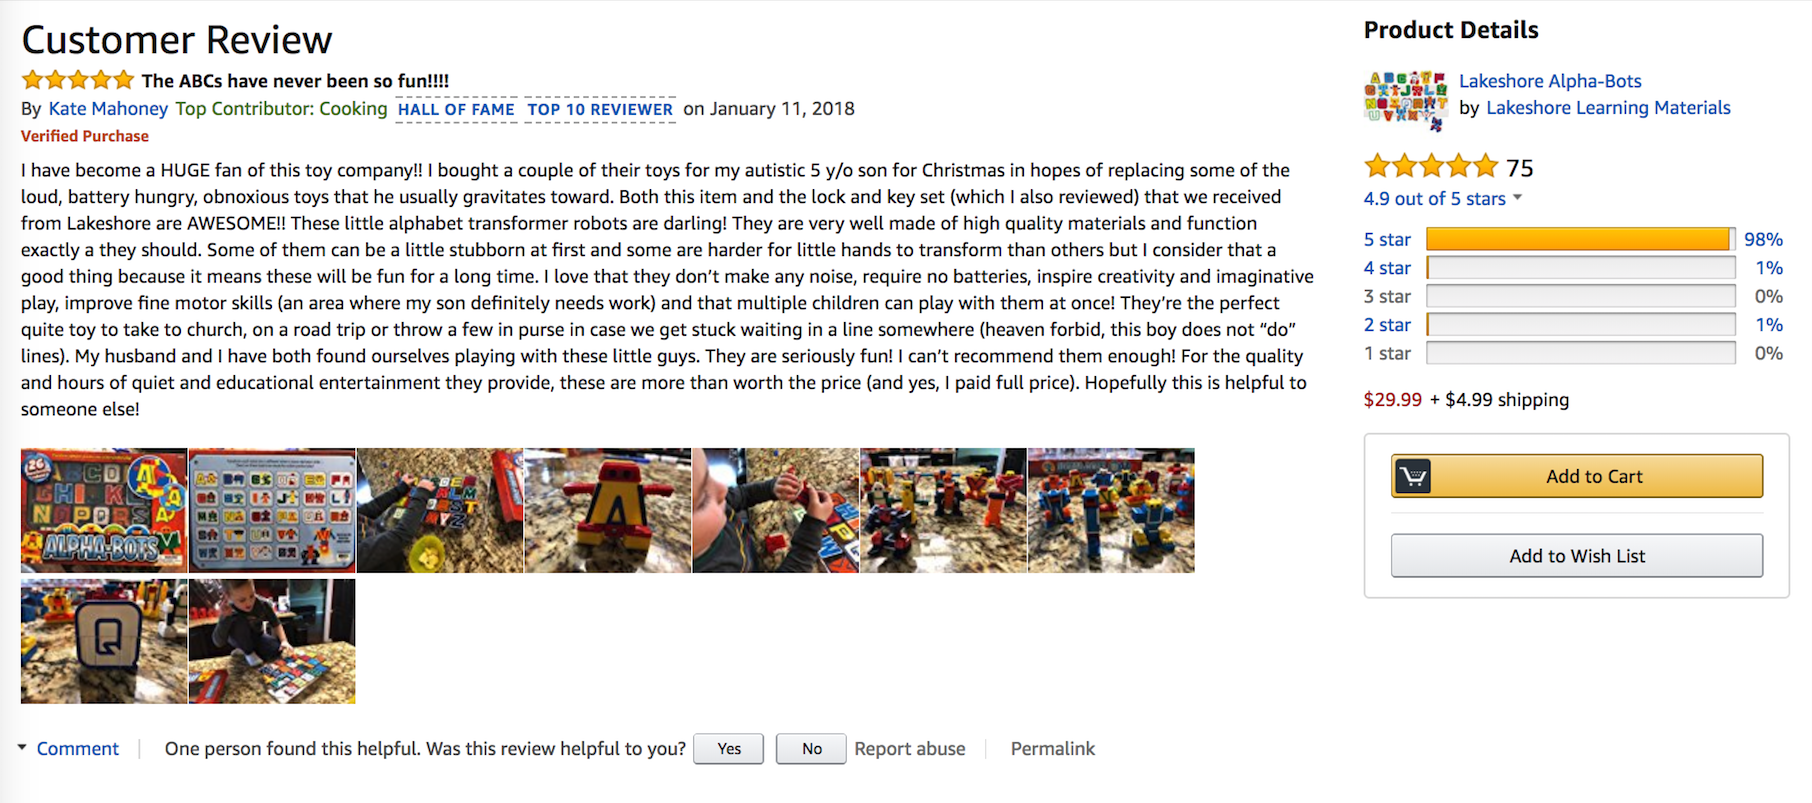 Customer Review
The ABCs have never been so fun!!!!
By Kate Mahoney Top Contributor: Cooking HALL OF FAME TOP 10 REVIEWER on January 11, 2018
Verified Purchase
I have become a HUGE fan of this toy company!! I bought a couple of their toys for my autistic 5 y/o son for Christmas in hopes of replacing some of the
loud, battery hungry, obnoxious toys that he usually gravitates toward. Both this item and the lock and key set (which I also reviewed) that we received
from Lakeshore are AWESOME!! These little alphabet transformer robots are darling! They are very well made of high quality materials and function
exactly a they should. Some of them can be a little stubborn at first and some are harder for little hands to transform than others but I consider that a
good thing because it means these will be fun for a long time. I love that they don't make any noise, require no batteries, inspire creativity and imaginative
play, improve fine motor skills (an area where my son definitely needs work) and that multiple children can play with them at once! They're the perfect
quite toy to take to church, on a road trip or throw a few in purse in case we get stuck waiting in a line somewhere (heaven forbid, this boy does not “do”
lines). My husband and I have both found ourselves playing with these little guys. They are seriously fun! I can't recommend them enough! For the quality
and hours of quiet and educational entertainment they provide, these are more than worth the price (and yes, I paid full price). Hopefully this is helpful to
someone else!
26
ALPHA-BOTS
A
Q
Comment
One person found this helpful. Was this review helpful to you? Yes No Report abuse
Permalink
Product Details
Lakeshore Alpha-Bots
by Lakeshore Learning Materials
75
4.9 out of 5 stars
5 star 98%
4 star 1%
3 star 0%
2 star 1%
1 star 0%
$29.99 + $4.99 shipping
Add to Cart
Add to Wish List